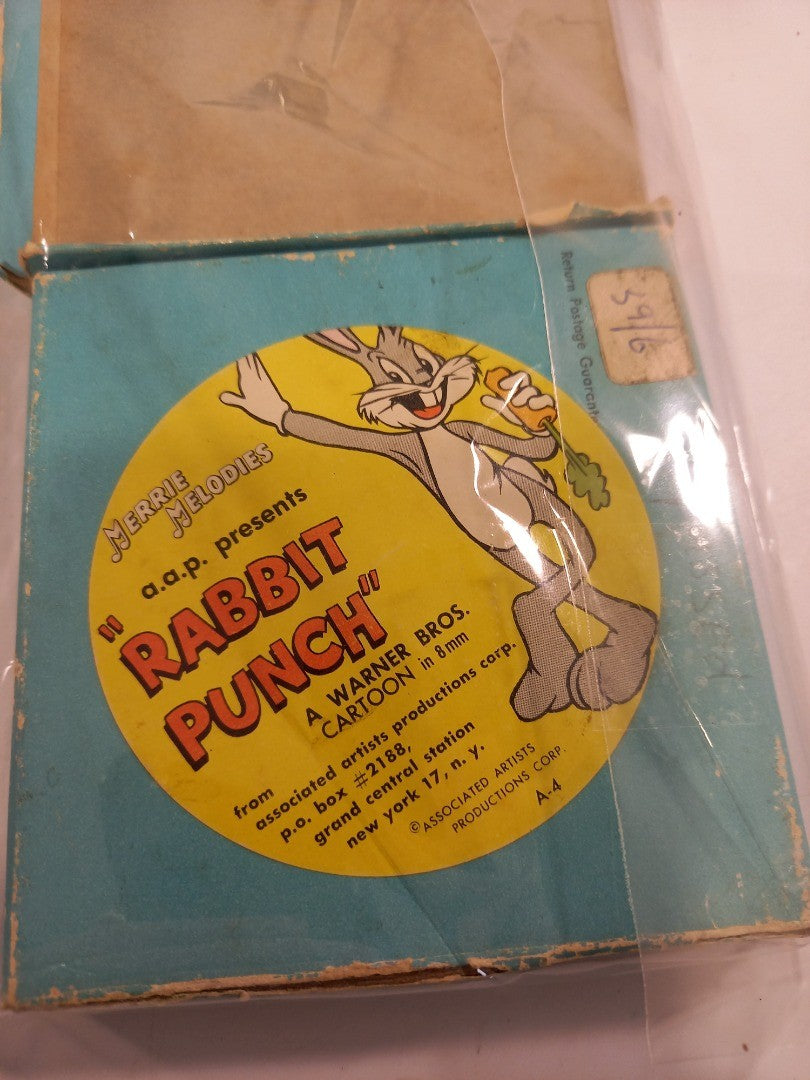 Return Postage Guarante
39/6
MERRIE
MELODIES
a.a.p. presents
"RABBIT
PUNCH"
A WARNER BROS.
CARTOON in 8mm
from
associated artists productions corp.
p.o. box #2188,
grand central station
new york 17, n. y.
©ASSOCIATED ARTISTS
PRODUCTIONS CORP.
A-4